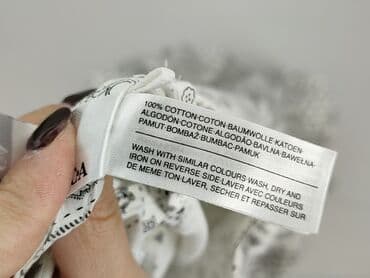 100% COTTON·COTON·BAUMWOLLE·KATOEN·
ALGODÓN·COTONE·ALGODÃO·BAVLNA·BAWEŁNA·
PAMUT·BOMBAŽ·BUMBAC·PAMUK
WASH WITH SIMILAR COLOURS·WASH, DRY AND
IRON ON REVERSE SIDE·LAVER AVEC COULEURS
DE MEME TON·LAVER, SÉCHER ET REPASSER SUR